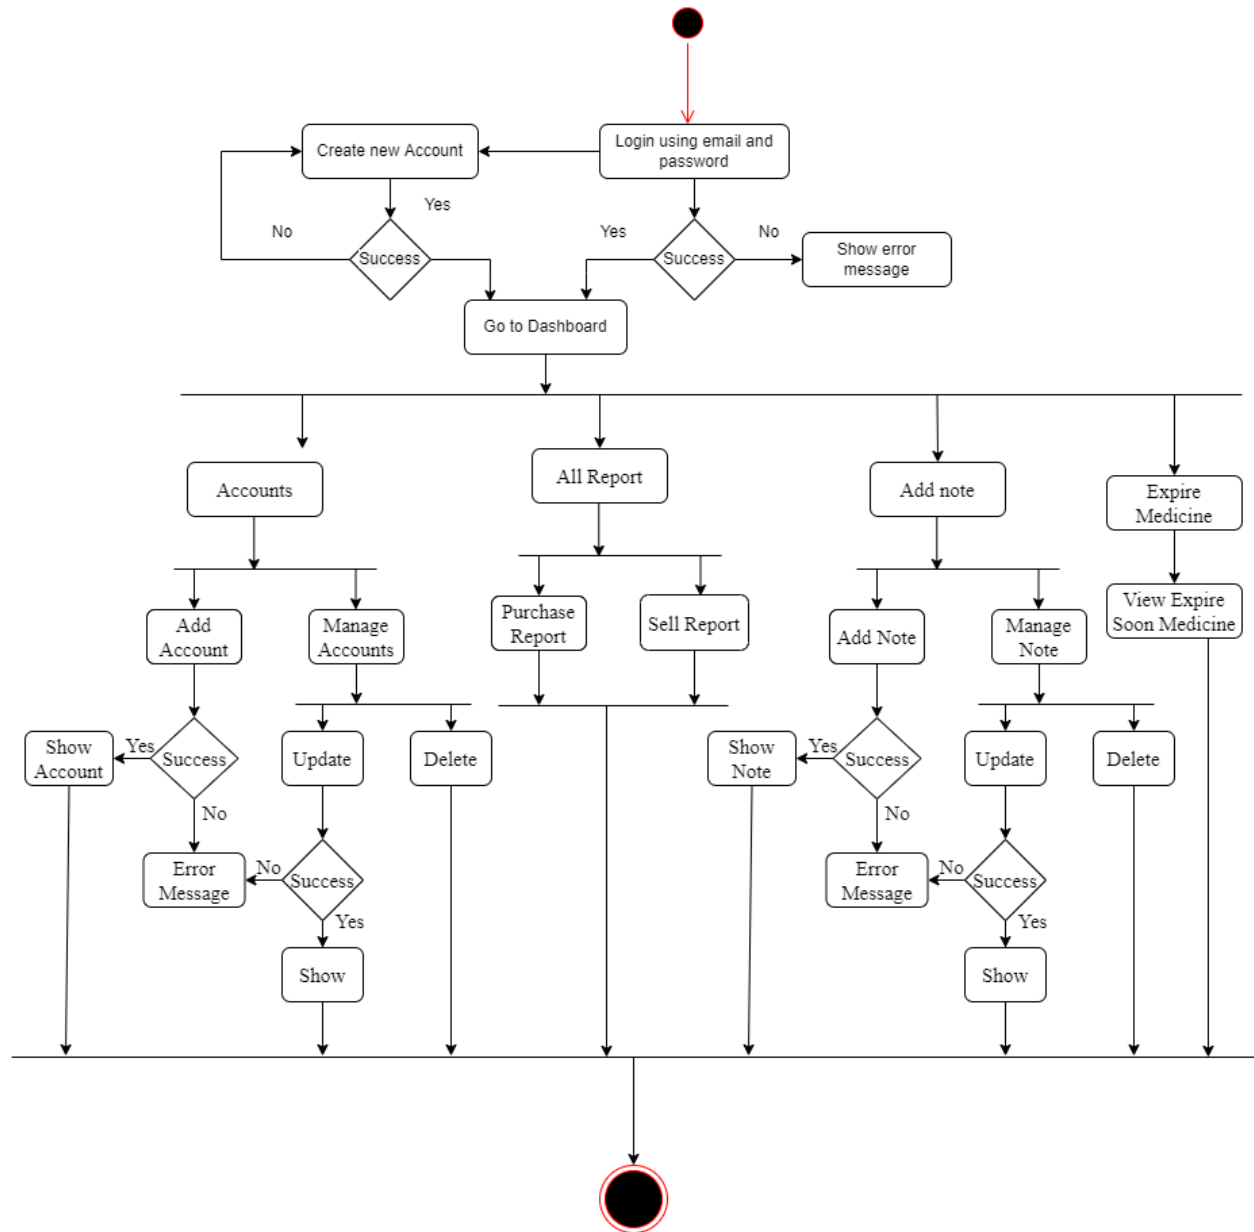 Login using email and
password
Create new Account
Yes
No
Success
Yes
Success
No
Show error
message
Go to Dashboard
Accounts
All Report
Add note
Expire
Medicine
Add
Account
Manage
Accounts
Purchase
Report
Sell Report
Add Note
Manage
Note
View Expire
Soon Medicine
Show
Account
Yes
Success
No
Update
Delete
Show
Note
Yes
Success
No
Update
Delete
Error
Message
No
Success
Yes
Show
Error
Message
No
Success
Yes
Show